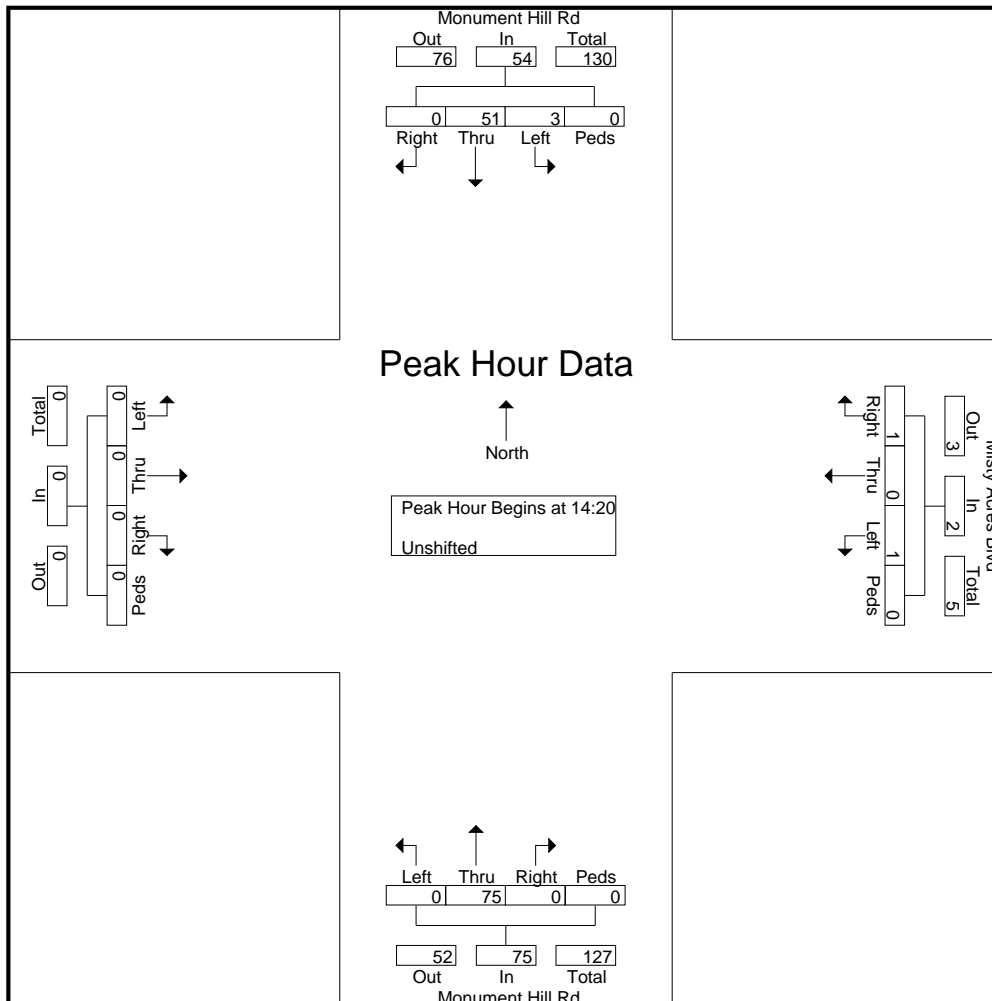 Monument Hill Rd
Out In Total
76 54 130
0 51 3 0
Right Thru Left Peds
Peak Hour Data
North
Peak Hour Begins at 14:20
Unshifted
Total In Out
0 0 0
0 0 0 0
Left Thru Right Peds
Misty Acres Blvd
Out In Total
3 2 5
1 0 1 0
Right Thru Left Peds
Left Thru Right Peds
0 75 0 0
52 75 127
Out In Total
Monument Hill Rd